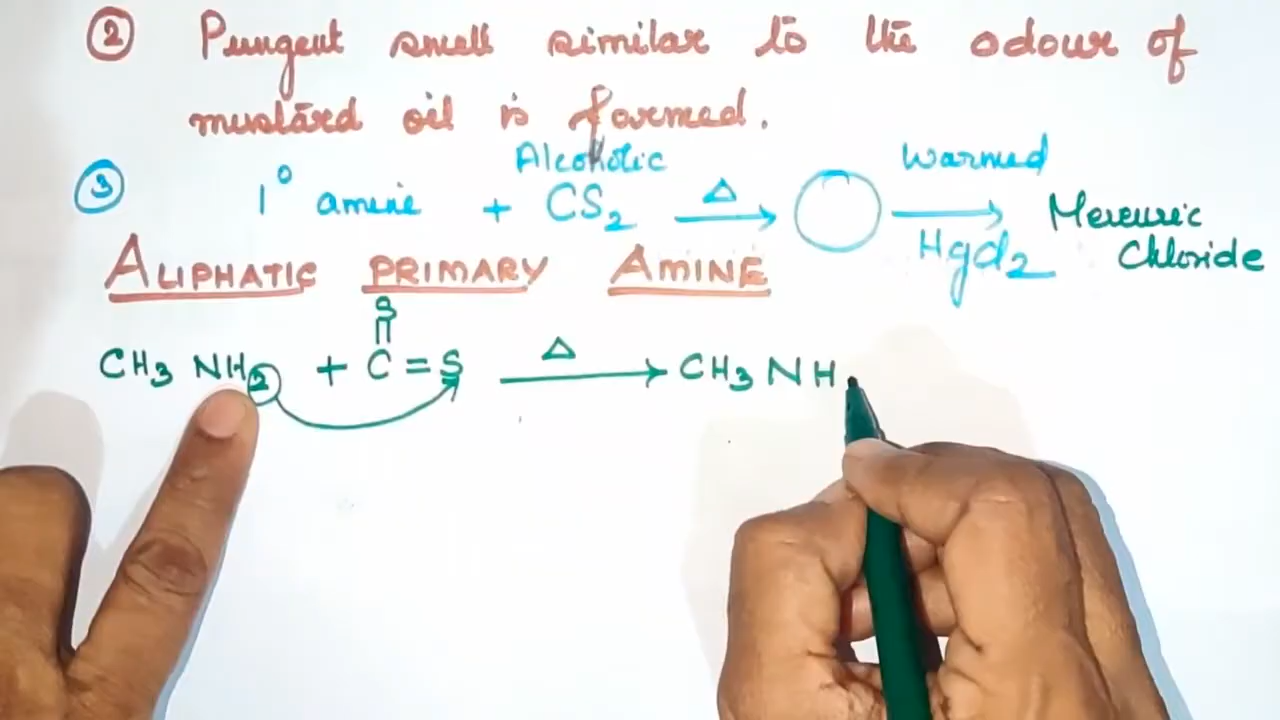 ② Pungent smell similar to the odour of
mustard oil is formed.
③ 1° amine + Alcoholic CS₂ Δ→ ◯ Warmed HgCl₂ → Mercuric Chloride
ALIPHATIC PRIMARY AMINE
S
||
CH₃ NH₂ + C = S Δ→ CH₃ NH